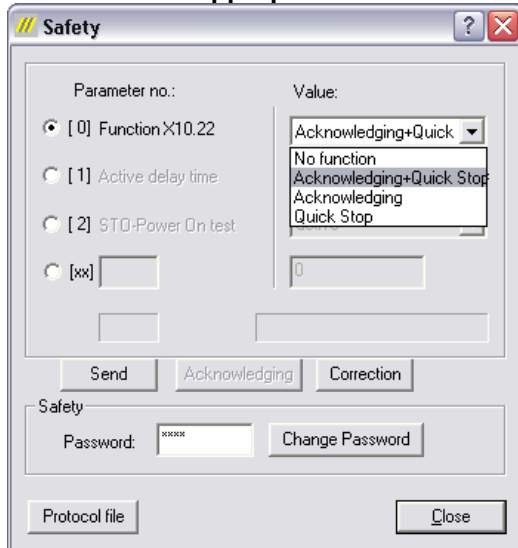 Safety
Parameter no.: Value:
[ 0] Function X10.22 Acknowledging+Quick
No function
[ 1] Active delay time Acknowledging+Quick Stop
Acknowledging
[ 2] STO-Power On test Quick Stop
[xx] 0
Send Acknowledging Correction
Safety
Password: xxxx Change Password
Protocol file Close